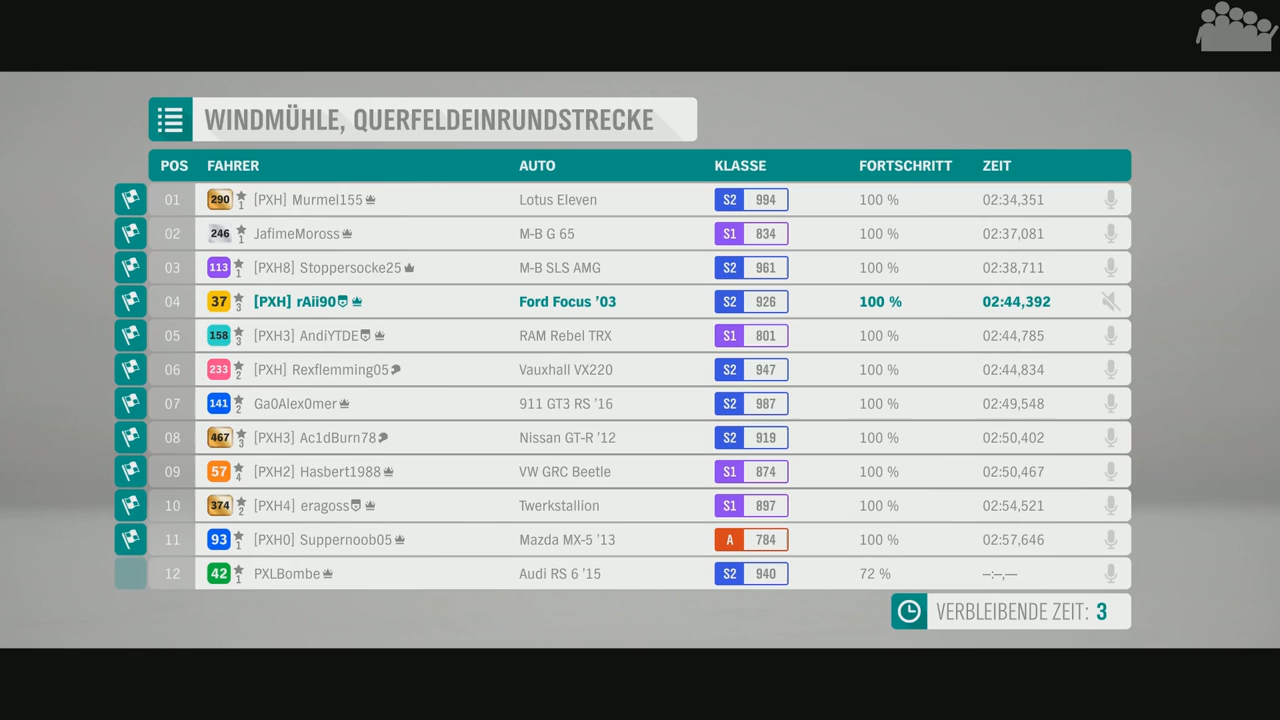 WINDMÜHLE, QUERFELDEINRUNDSTRECKE
POS FAHRER AUTO KLASSE FORTSCHRITT ZEIT
01 290 1 [PXH] Murmel155 Lotus Eleven S2 994 100 % 02:34,351
02 246 1 JafimeMoross M-B G 65 S1 834 100 % 02:37,081
03 113 1 [PXH8] Stoppersocke25 M-B SLS AMG S2 961 100 % 02:38,711
04 37 3 [PXH] rAii90 Ford Focus '03 S2 926 100 % 02:44,392
05 158 3 [PXH3] AndiYTDE RAM Rebel TRX S1 801 100 % 02:44,785
06 233 2 [PXH] Rexflemming05 Vauxhall VX220 S2 947 100 % 02:44,834
07 141 2 Ga0Alex0mer 911 GT3 RS '16 S2 987 100 % 02:49,548
08 467 3 [PXH3] Ac1dBurn78 Nissan GT-R '12 S2 919 100 % 02:50,402
09 57 4 [PXH2] Hasbert1988 VW GRC Beetle S1 874 100 % 02:50,467
10 374 2 [PXH4] eragoss Twerkstallion S1 897 100 % 02:54,521
11 93 1 [PXH0] Suppernoob05 Mazda MX-5 '13 A 784 100 % 02:57,646
12 42 1 PXLBombe Audi RS 6 '15 S2 940 72 % –:–,––
VERBLEIBENDE ZEIT: 3